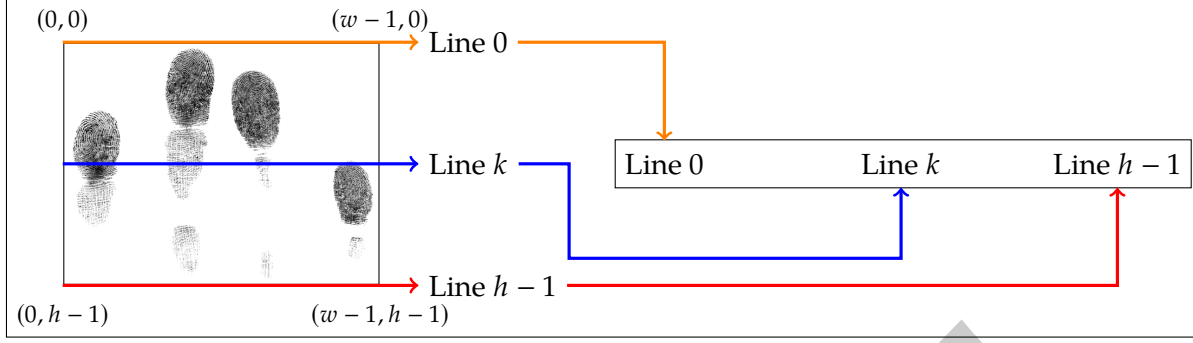 (0, 0) (w − 1, 0)
Line 0
Line k
Line 0 Line k Line h − 1
Line h − 1
(0, h − 1) (w − 1, h − 1)